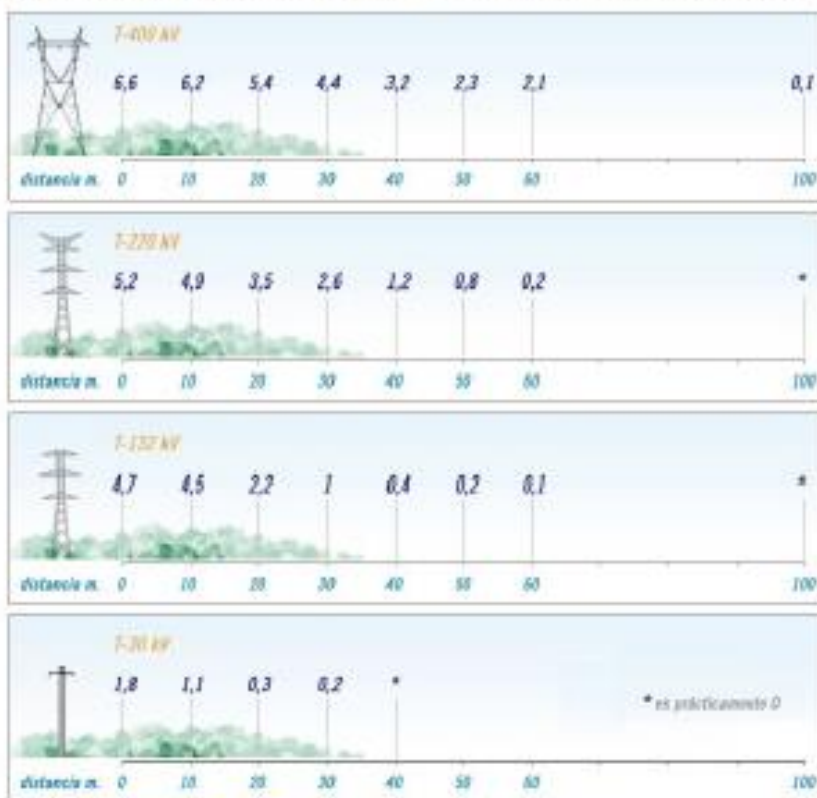 T-400 kV
6,6 6,2 5,4 4,4 3,2 2,3 2,1 0,1
distancia m. 0 10 20 30 40 50 60 100
T-220 kV
5,2 4,9 3,5 2,6 1,2 0,8 0,2 *
distancia m. 0 10 20 30 40 50 60 100
T-132 kV
4,7 4,5 2,2 1 0,4 0,2 0,1 *
distancia m. 0 10 20 30 40 50 60 100
T-30 kV
1,8 1,1 0,3 0,2 *
* es prácticamente 0
distancia m. 0 10 20 30 40 50 60 100